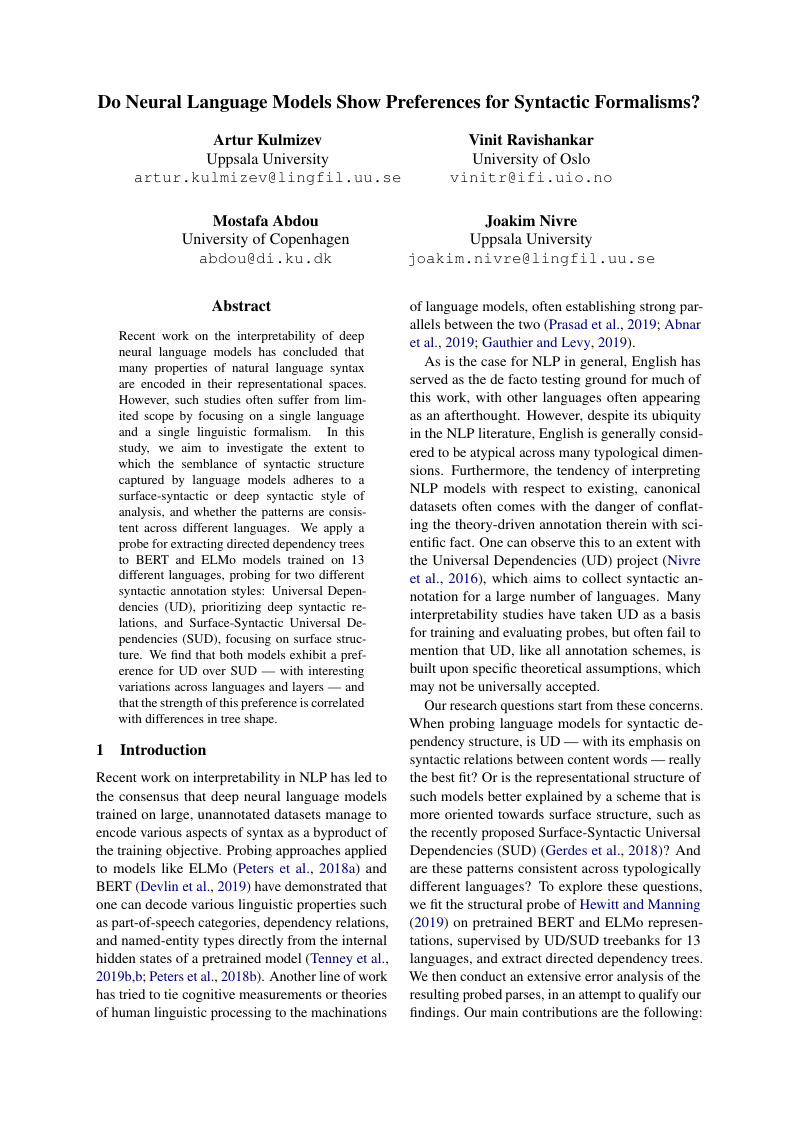 Do Neural Language Models Show Preferences for Syntactic Formalisms?
Artur Kulmizev
Uppsala University
artur.kulmizev@lingfil.uu.se
Vinit Ravishankar
University of Oslo
vinitr@ifi.uio.no
Mostafa Abdou
University of Copenhagen
abdou@di.ku.dk
Joakim Nivre
Uppsala University
joakim.nivre@lingfil.uu.se
Abstract
Recent work on the interpretability of deep
neural language models has concluded that
many properties of natural language syntax
are encoded in their representational spaces.
However, such studies often suffer from lim-
ited scope by focusing on a single language
and a single linguistic formalism. In this
study, we aim to investigate the extent to
which the semblance of syntactic structure
captured by language models adheres to a
surface-syntactic or deep syntactic style of
analysis, and whether the patterns are consis-
tent across different languages. We apply a
probe for extracting directed dependency trees
to BERT and ELMo models trained on 13
different languages, probing for two different
syntactic annotation styles: Universal Depen-
dencies (UD), prioritizing deep syntactic re-
lations, and Surface-Syntactic Universal De-
pendencies (SUD), focusing on surface struc-
ture. We find that both models exhibit a pref-
erence for UD over SUD — with interesting
variations across languages and layers — and
that the strength of this preference is correlated
with differences in tree shape.
1 Introduction
Recent work on interpretability in NLP has led to
the consensus that deep neural language models
trained on large, unannotated datasets manage to
encode various aspects of syntax as a byproduct of
the training objective. Probing approaches applied
to models like ELMo (Peters et al., 2018a) and
BERT (Devlin et al., 2019) have demonstrated that
one can decode various linguistic properties such
as part-of-speech categories, dependency relations,
and named-entity types directly from the internal
hidden states of a pretrained model (Tenney et al.,
2019b,b; Peters et al., 2018b). Another line of work
has tried to tie cognitive measurements or theories
of human linguistic processing to the machinations
of language models, often establishing strong par-
allels between the two (Prasad et al., 2019; Abnar
et al., 2019; Gauthier and Levy, 2019).
As is the case for NLP in general, English has
served as the de facto testing ground for much of
this work, with other languages often appearing
as an afterthought. However, despite its ubiquity
in the NLP literature, English is generally consid-
ered to be atypical across many typological dimen-
sions. Furthermore, the tendency of interpreting
NLP models with respect to existing, canonical
datasets often comes with the danger of conflat-
ing the theory-driven annotation therein with sci-
entific fact. One can observe this to an extent with
the Universal Dependencies (UD) project (Nivre
et al., 2016), which aims to collect syntactic an-
notation for a large number of languages. Many
interpretability studies have taken UD as a basis
for training and evaluating probes, but often fail to
mention that UD, like all annotation schemes, is
built upon specific theoretical assumptions, which
may not be universally accepted.
Our research questions start from these concerns.
When probing language models for syntactic de-
pendency structure, is UD — with its emphasis on
syntactic relations between content words — really
the best fit? Or is the representational structure of
such models better explained by a scheme that is
more oriented towards surface structure, such as
the recently proposed Surface-Syntactic Universal
Dependencies (SUD) (Gerdes et al., 2018)? And
are these patterns consistent across typologically
different languages? To explore these questions,
we fit the structural probe of Hewitt and Manning
(2019) on pretrained BERT and ELMo represen-
tations, supervised by UD/SUD treebanks for 13
languages, and extract directed dependency trees.
We then conduct an extensive error analysis of the
resulting probed parses, in an attempt to qualify our
findings. Our main contributions are the following: